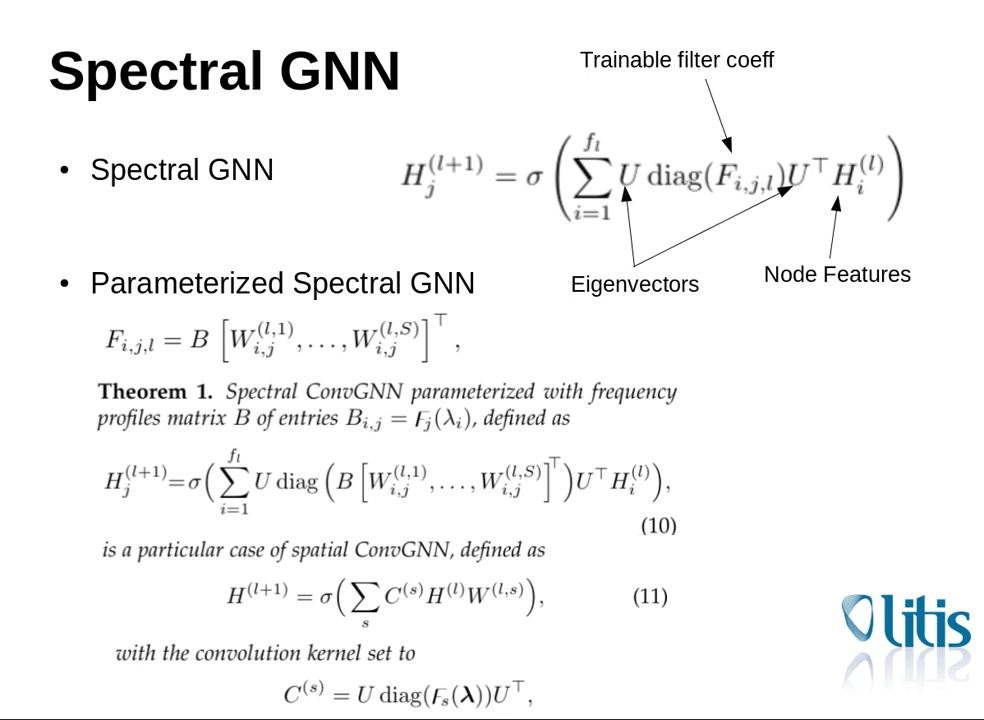 Spectral GNN
Trainable filter coeff
• Spectral GNN
H_j^{(l+1)} = σ ( ∑_{i=1}^{f_l} U diag(F_{i,j,l}) U^⊤ H_i^{(l)} )
Eigenvectors
Node Features
• Parameterized Spectral GNN
F_{i,j,l} = B [ W_{i,j}^{(l,1)}, . . . , W_{i,j}^{(l,S)} ]^⊤ ,
Theorem 1. Spectral ConvGNN parameterized with frequency
profiles matrix B of entries B_{i,j} = F_j(λ_i), defined as
H_j^{(l+1)} = σ ( ∑_{i=1}^{f_l} U diag ( B [ W_{i,j}^{(l,1)}, . . . , W_{i,j}^{(l,S)} ]^⊤ ) U^⊤ H_i^{(l)} ),
(10)
is a particular case of spatial ConvGNN, defined as
H^{(l+1)} = σ ( ∑_s C^{(s)} H^{(l)} W^{(l,s)} ), (11)
with the convolution kernel set to
C^{(s)} = U diag(F_s(λ)) U^⊤,
litis